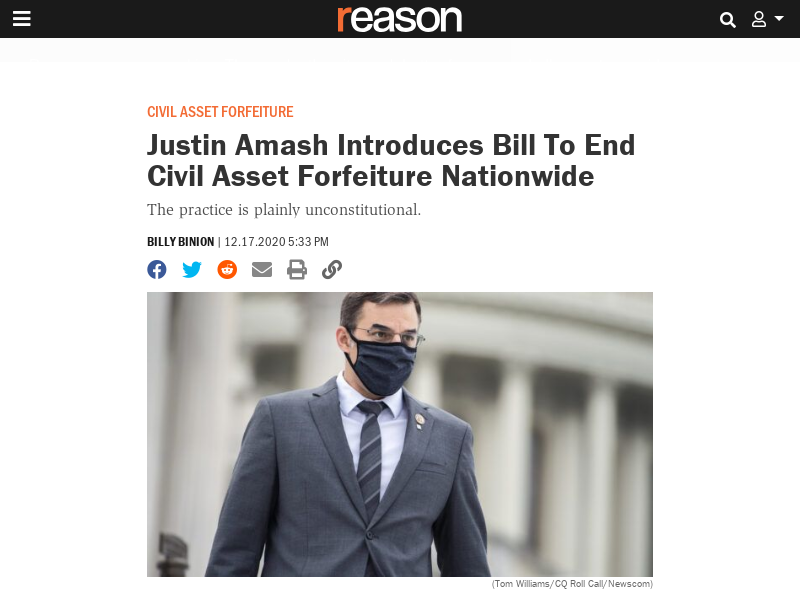 reason
CIVIL ASSET FORFEITURE
Justin Amash Introduces Bill To End
Civil Asset Forfeiture Nationwide
The practice is plainly unconstitutional.
BILLY BINION | 12.17.2020 5:33 PM
(Tom Williams/CQ Roll Call/Newscom)